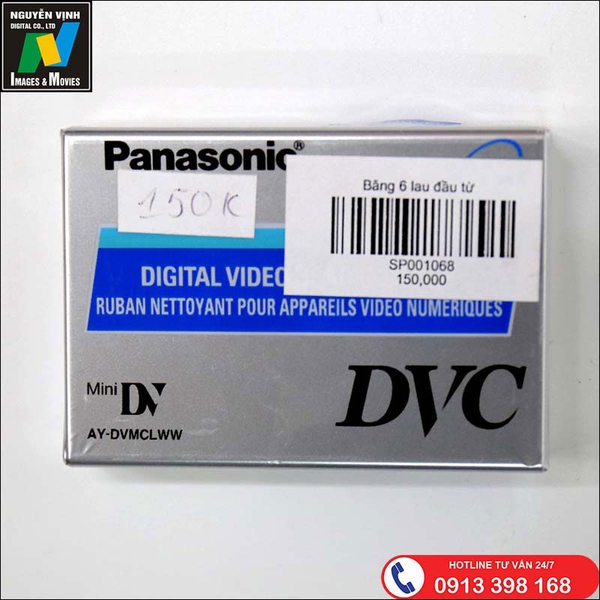 NGUYỄN VỊNH
DIGITAL CO., LTD
IMAGES & MOVIES
Panasonic®
150K
Băng 6 lau đầu từ
SP001068
150,000
DIGITAL VIDEO
RUBAN NETTOYANT POUR APPAREILS VIDEO NUMERIQUES
Mini DV
DVC
AY-DVMCLWW
HOTLINE TƯ VẤN 24/7
0913 398 168